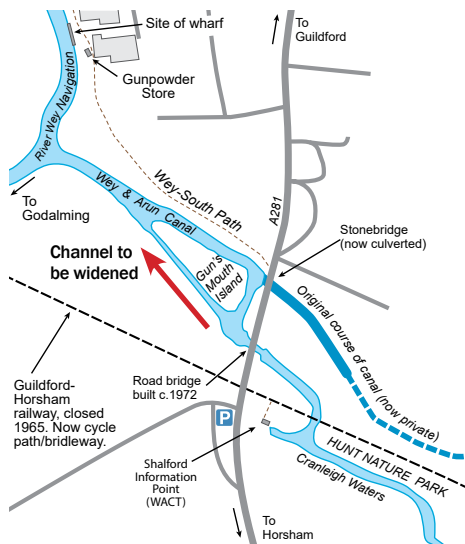 Site of wharf
To
Guildford
Gunpowder
Store
River Wey Navigation
Wey-South Path
Wey & Arun Canal
A281
To
Godalming
Stonebridge
(now culverted)
Channel to
be widened
Gun's
Mouth
Island
Original course of canal (now private)
Guildford-
Horsham
railway, closed
1965. Now cycle
path/bridleway.
Road bridge
built c.1972
P
HUNT NATURE PARK
Shalford
Information
Point
(WACT)
Cranleigh Waters
To
Horsham